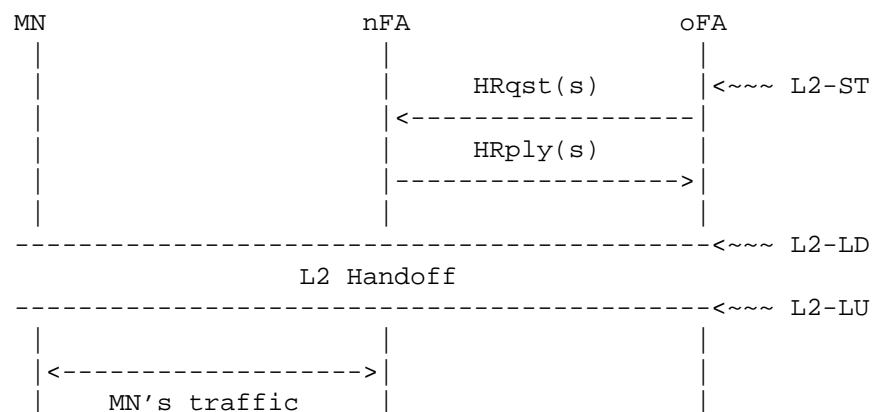 MN nFA oFA
HRqst(s) <~~~ L2-ST
HRply(s)
<~~~ L2-LD
L2 Handoff
<~~~ L2-LU
MN's traffic